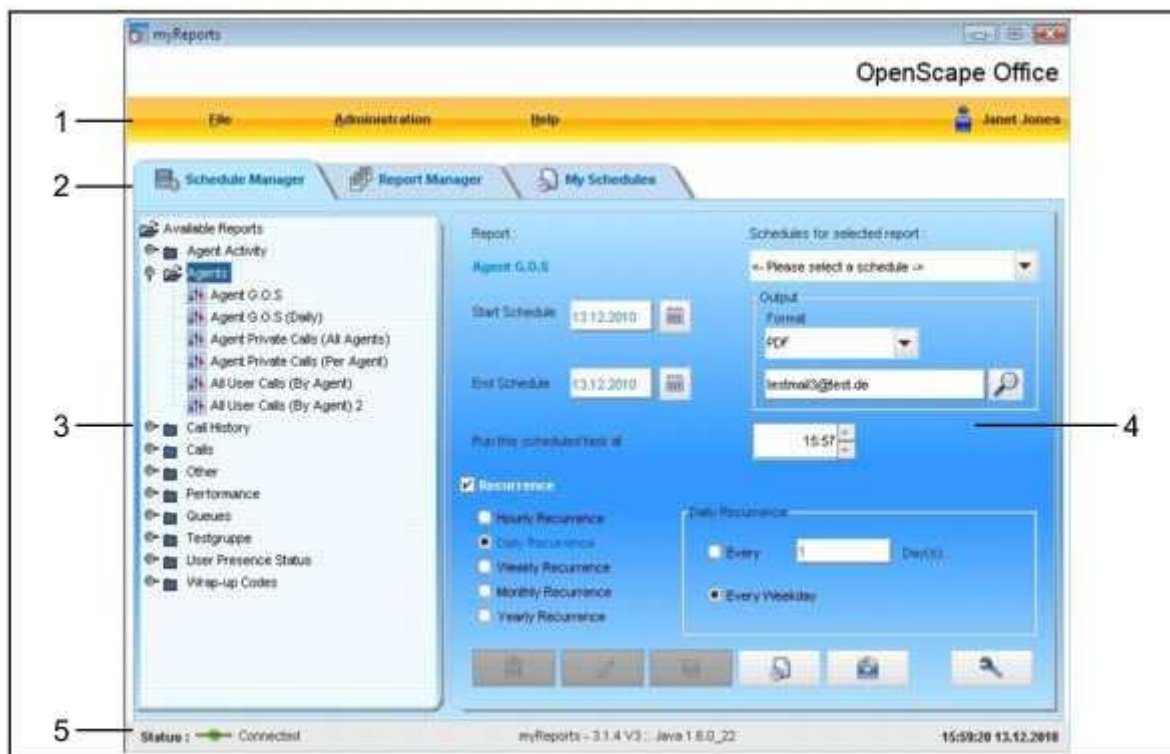 myReports
OpenScape Office
1
File Administration Help Janet Jones
2
Schedule Manager Report Manager My Schedules
Available Reports
Agent Activity
Agents
Agent G.O.S
Agent G.O.S (Daily)
Agent Private Calls (All Agents)
Agent Private Calls (Per Agent)
All User Calls (By Agent)
All User Calls (By Agent) 2
3
Call History
Calls
Other
Performance
Queues
Testgruppe
User Presence Status
Wrap-up Codes
Report :
Agent G.O.S
Schedules for selected report :
<- Please select a schedule ->
Start Schedule 13.12.2010
Output
Format
PDF
End Schedule 13.12.2010
testmail3@test.de
4
Run this scheduled task at 15:57
Recurrence
Hourly Recurrence
Daily Recurrence
Weekly Recurrence
Monthly Recurrence
Yearly Recurrence
Daily Recurrence
Every 1 Day(s)
Every Weekday
5
Status : Connected
myReports - 3.1.4 V3 :: Java 1.6.0_22
15:59:20 13.12.2010